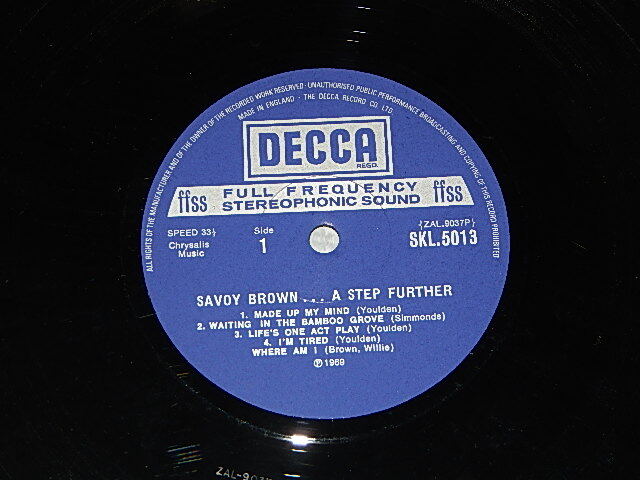 ALL RIGHTS OF THE MANUFACTURER AND OF THE OWNER OF THE RECORDED WORK RESERVED · UNAUTHORISED PUBLIC PERFORMANCE BROADCASTING AND COPYING OF THIS RECORD PROHIBITED
MADE IN ENGLAND · THE DECCA RECORD CO. LTD.
DECCA
REGD.
ffss FULL FREQUENCY ffss
STEREOPHONIC SOUND
SPEED 33⅓ Side {ZAL.9037P}
Chrysalis 1 SKL.5013
Music
SAVOY BROWN....A STEP FURTHER
1. MADE UP MY MIND (Youlden)
2. WAITING IN THE BAMBOO GROVE (Simmonds)
3. LIFE'S ONE ACT PLAY (Youlden)
4. I'M TIRED (Youlden)
WHERE AM I (Brown, Willie)
℗1969